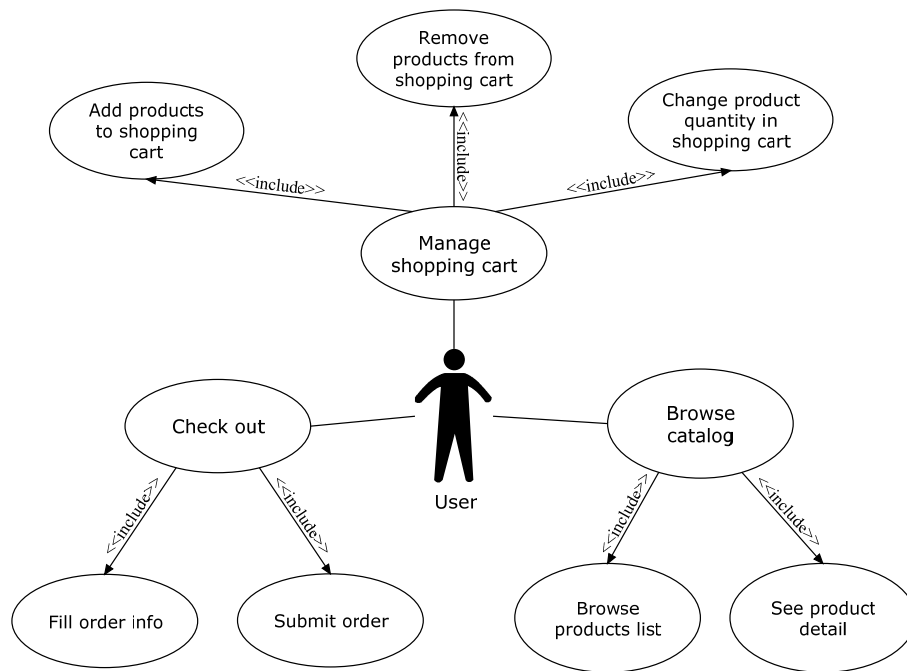 Remove
products from
shopping cart
Add products
to shopping
cart
Change product
quantity in
shopping cart
<<include>>
<<include>>
<<include>>
Manage
shopping cart
Check out
Browse
catalog
User
<<include>>
<<include>>
<<include>>
<<include>>
Fill order info
Submit order
Browse
products list
See product
detail